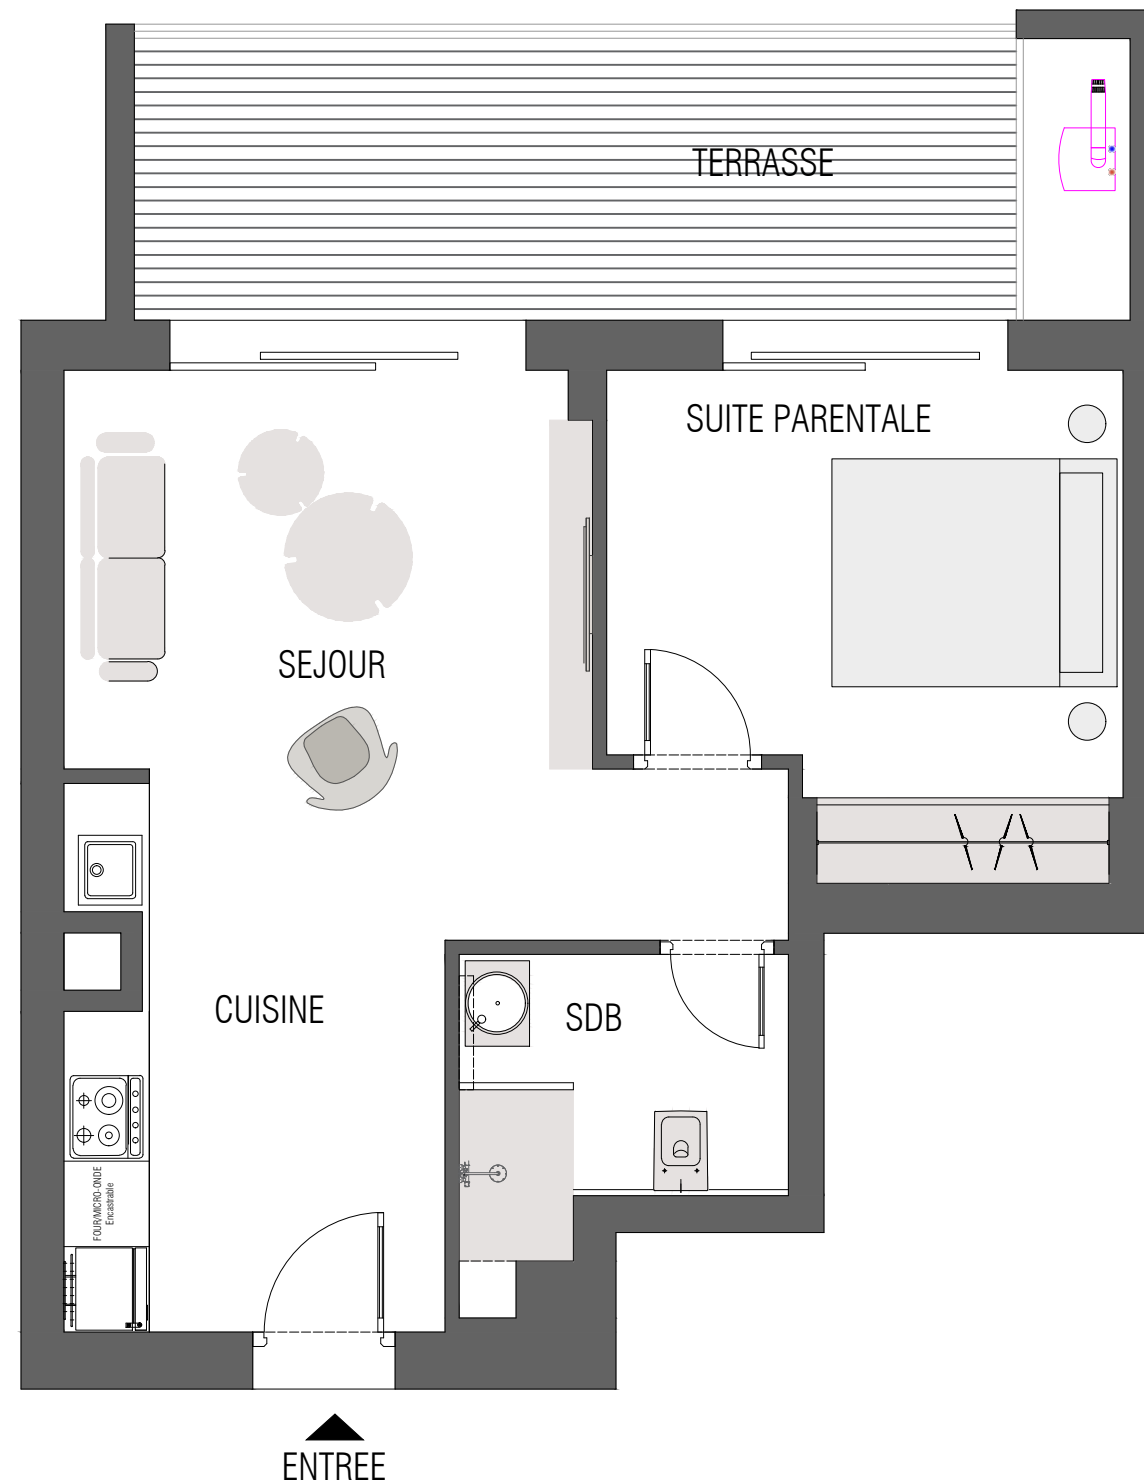 TERRASSE
SUITE PARENTALE
SEJOUR
CUISINE
SDB
FOUR/MICRO-ONDE
Encastrable
ENTREE